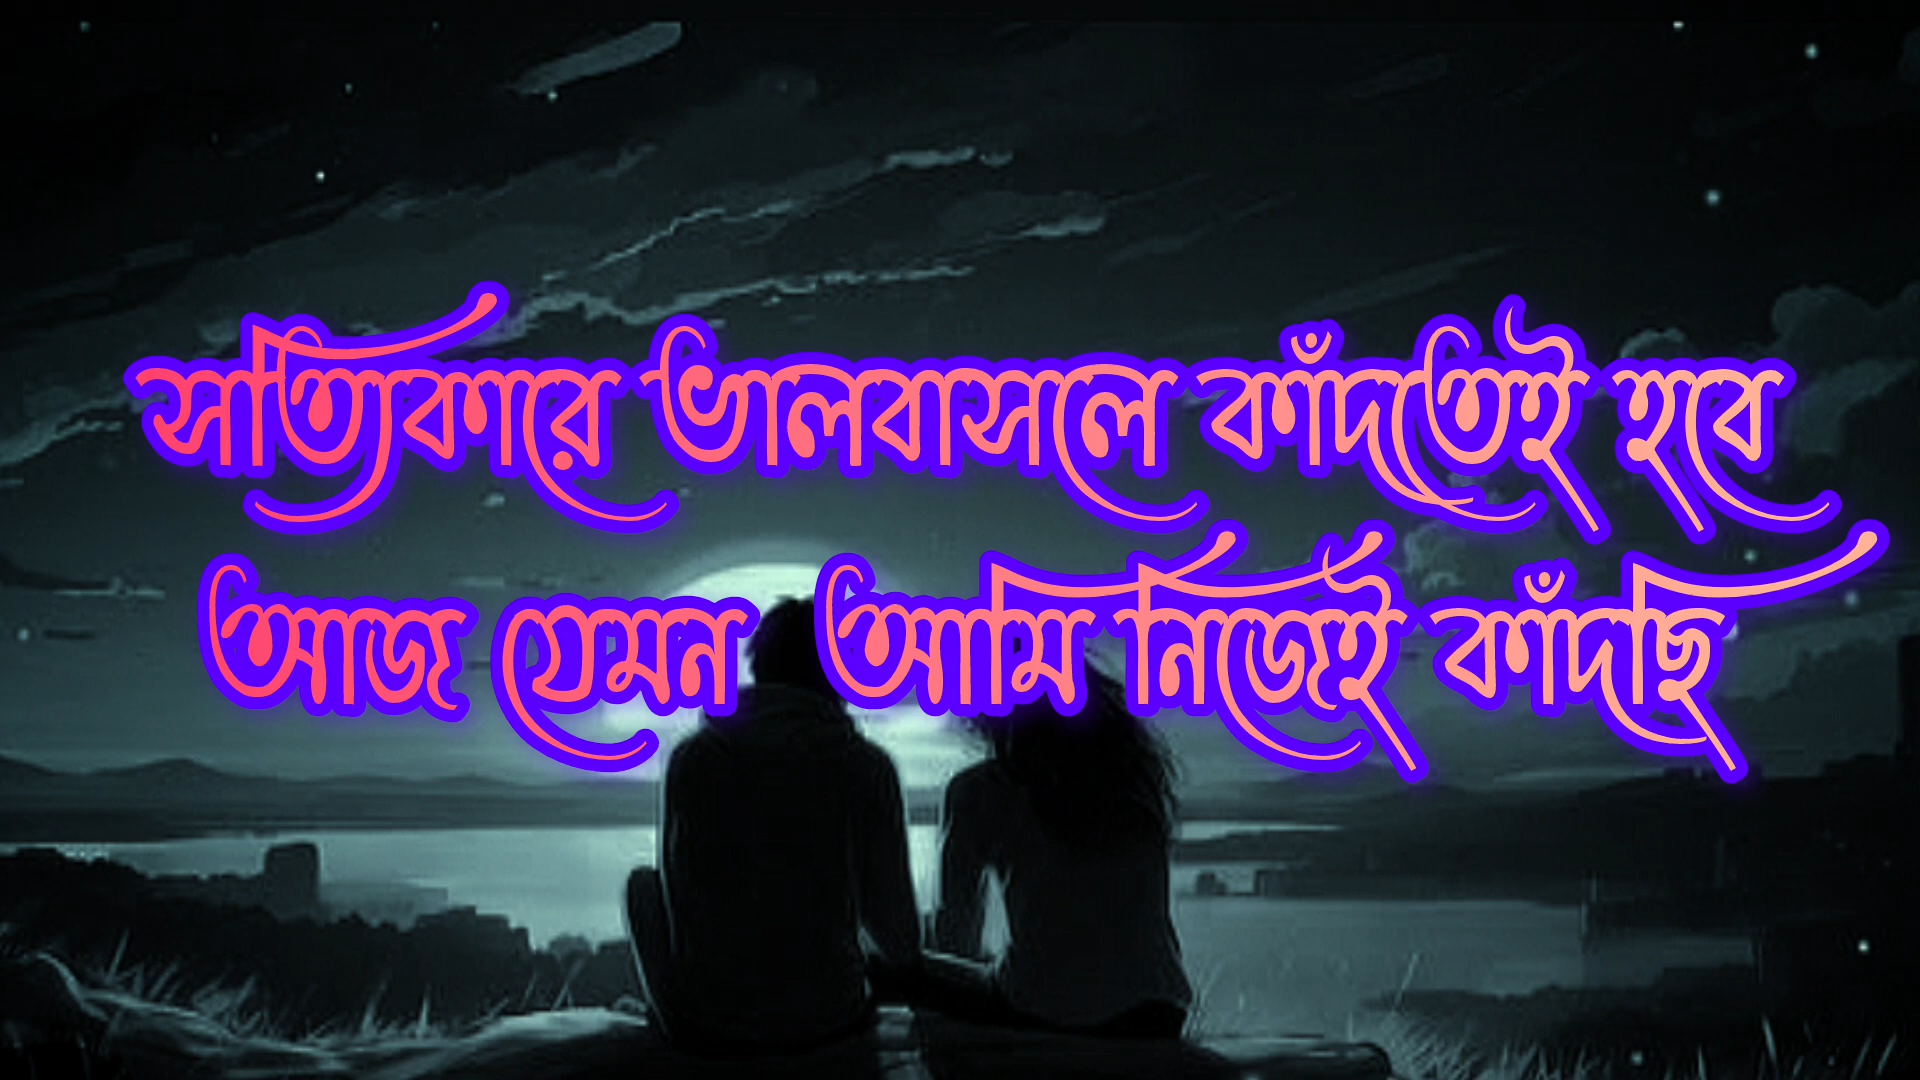 সত্যিকারে ভালবাসলে কাঁদতেই হবে
আজ যেমন আমি নিজেই কাঁদছি